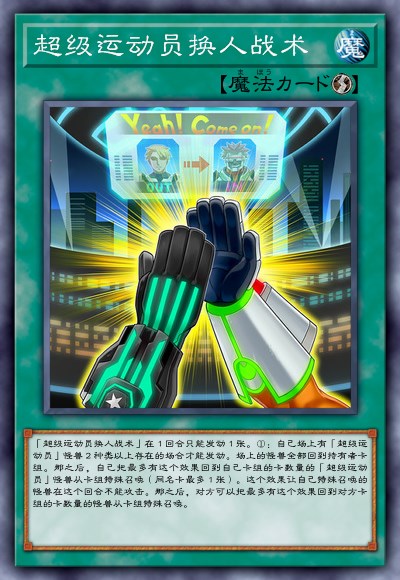 超级运动员换人战术
魔
【魔法カード】
まほう
Yeah! Come on!
OUT
IN
「超级运动员换人战术」在1回合只能发动1张。①：自己场上有「超级运
动员」怪兽2种类以上存在的场合才能发动。场上的怪兽全部回到持有者卡
组。那之后，自己把最多有这个效果回到自己卡组的卡数量的「超级运动
员」怪兽从卡组特殊召唤（同名卡最多1张）。这个效果让自己特殊召唤的
怪兽在这个回合不能攻击。那之后，对方可以把最多有这个效果回到对方卡
组的卡数量的怪兽从卡组特殊召唤。